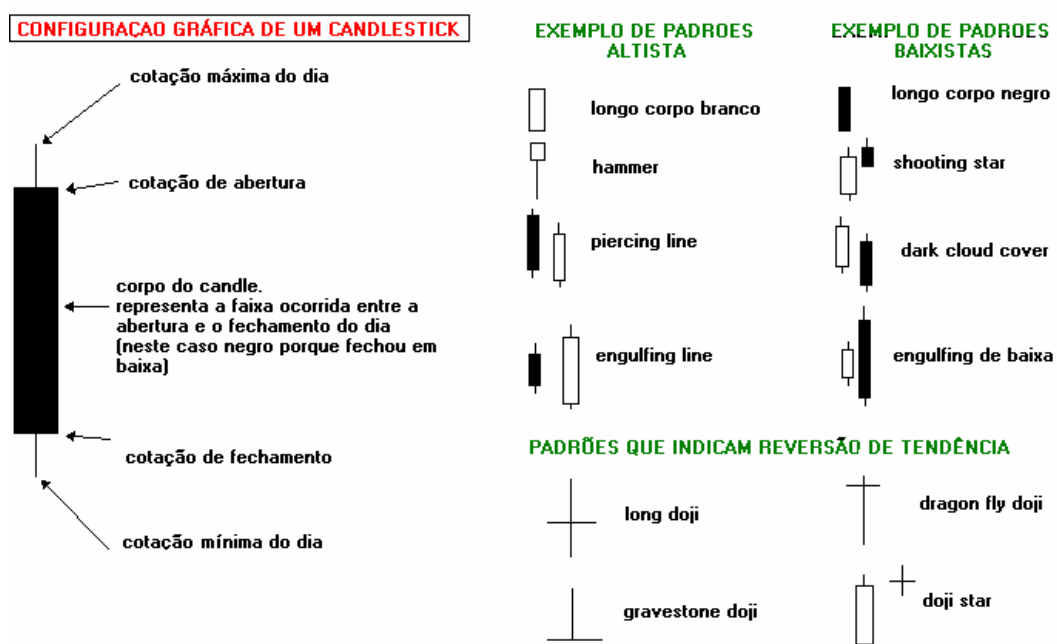 CONFIGURAÇAO GRÁFICA DE UM CANDLESTICK
cotação máxima do dia
cotação de abertura
corpo do candle.
representa a faixa ocorrida entre a
abertura e o fechamento do dia
(neste caso negro porque fechou em
baixa)
cotação de fechamento
cotação mínima do dia
EXEMPLO DE PADROES
ALTISTA
longo corpo branco
hammer
piercing line
engulfing line
EXEMPLO DE PADROES
BAIXISTAS
longo corpo negro
shooting star
dark cloud cover
engulfing de baixa
PADRÕES QUE INDICAM REVERSÃO DE TENDÊNCIA
long doji
dragon fly doji
gravestone doji
doji star